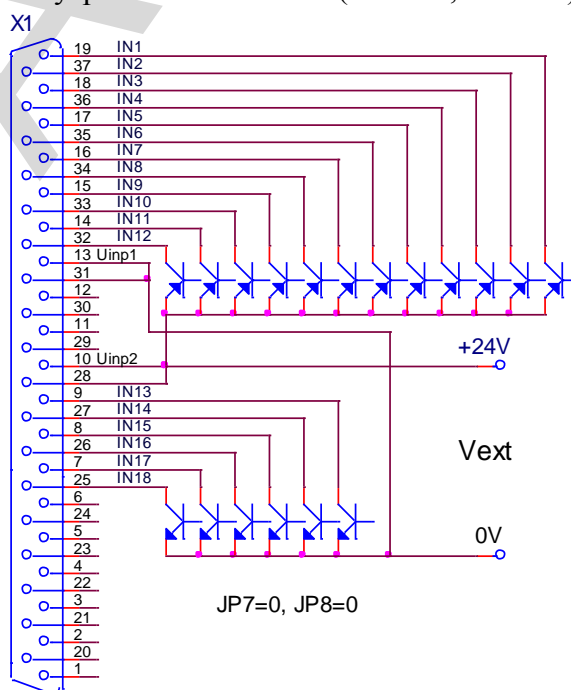 X1
19 IN1
37 IN2
18 IN3
36 IN4
17 IN5
35 IN6
16 IN7
34 IN8
15 IN9
33 IN10
14 IN11
32 IN12
13 Uinp1
31
12
30
11
29
+24V
10 Uinp2
28
9 IN13
27 IN14
8 IN15
26 IN16
Vext
7 IN17
25 IN18
6
24
5
0V
23
4
22
JP7=0, JP8=0
3
21
2
20
1